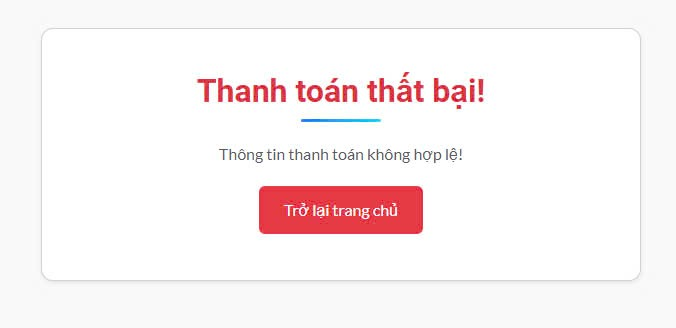 Thanh toán thất bại!
Thông tin thanh toán không hợp lệ!
Trở lại trang chủ